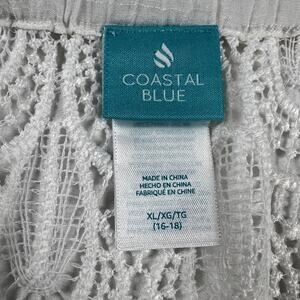 COASTAL
BLUE
MADE IN CHINA
HECHO EN CHINA
FABRIQUÉ EN CHINE
XL/XG/TG
(16-18)